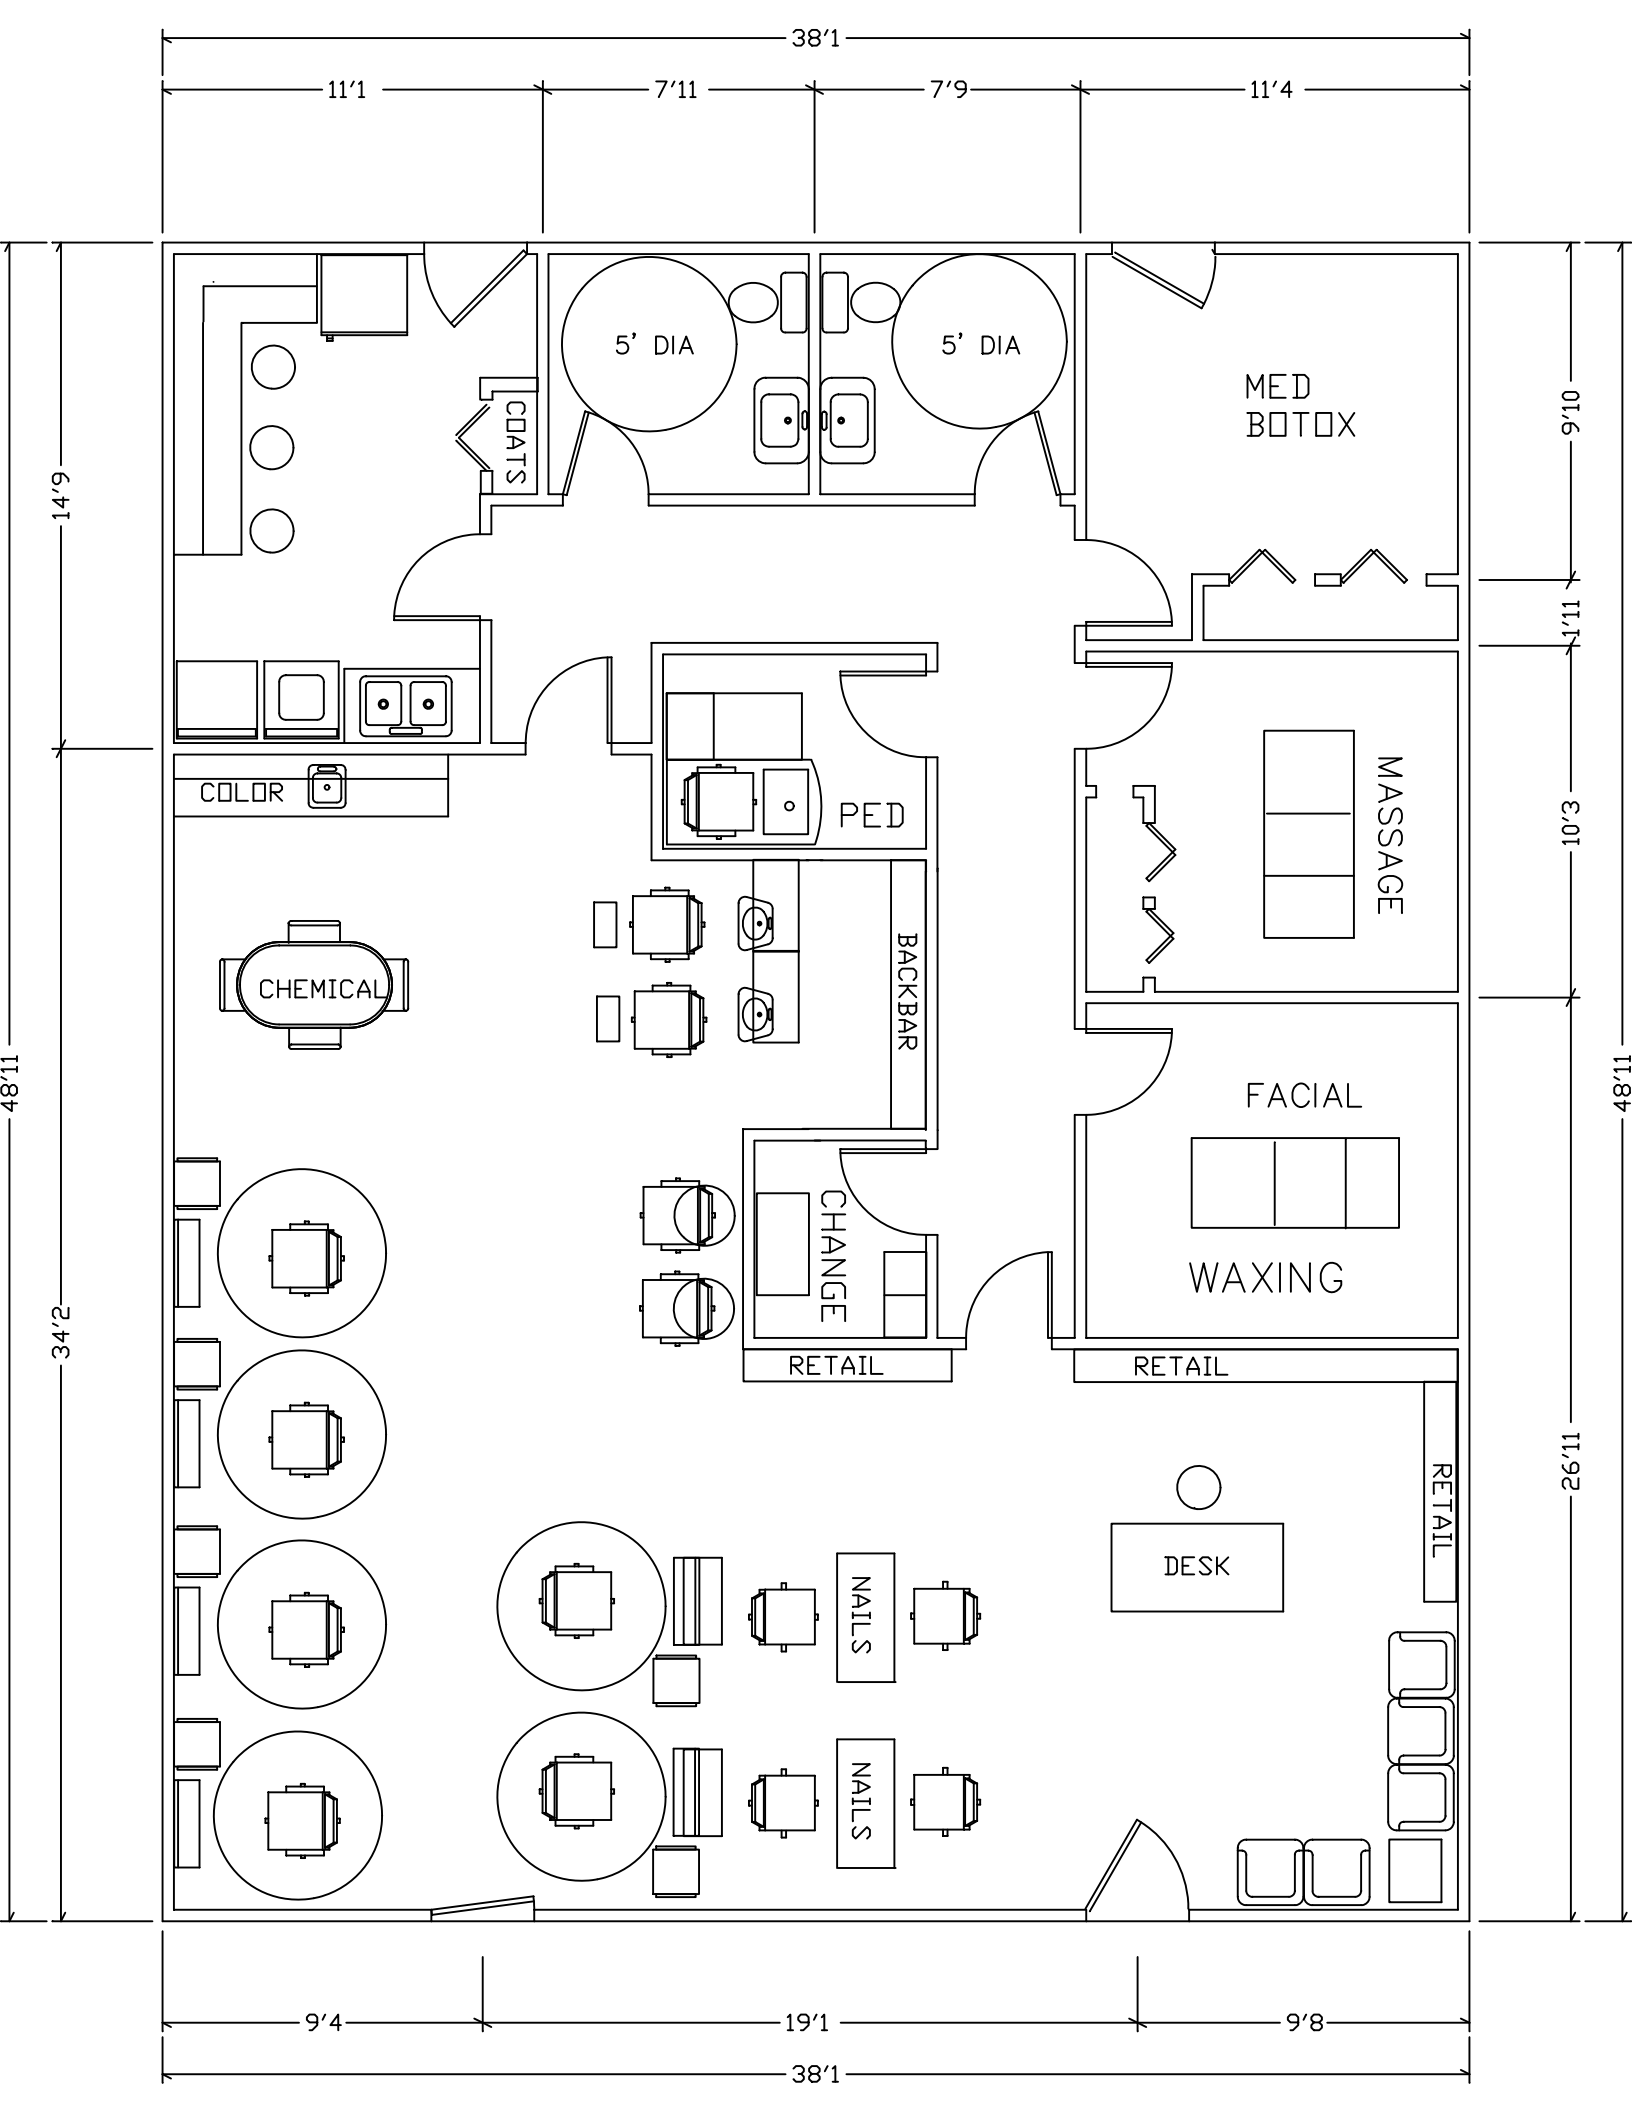 38'1
11'1
7'11
7'9
11'4
5' DIA
5' DIA
MED
BOTOX
COATS
9'10
14'9
1'11
COLOR
PED
MASSAGE
10'3
CHEMICAL
BACKBAR
48'11
48'11
FACIAL
CHANGE
WAXING
34'2
RETAIL
RETAIL
26'11
RETAIL
DESK
NAILS
NAILS
9'4
19'1
9'8
38'1